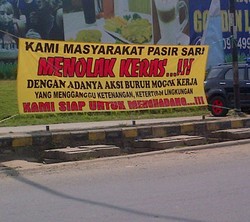 KAMI MASYARAKAT PASIR SARI
MENOLAK KERAS...!!!
DENGAN ADANYA AKSI BURUH MOGOK KERJA
YANG MENGGANGGU KETENANGAN, KETERTIBAN LINGKUNGAN
KAMI SIAP UNTUK MENGHADANG...!!!